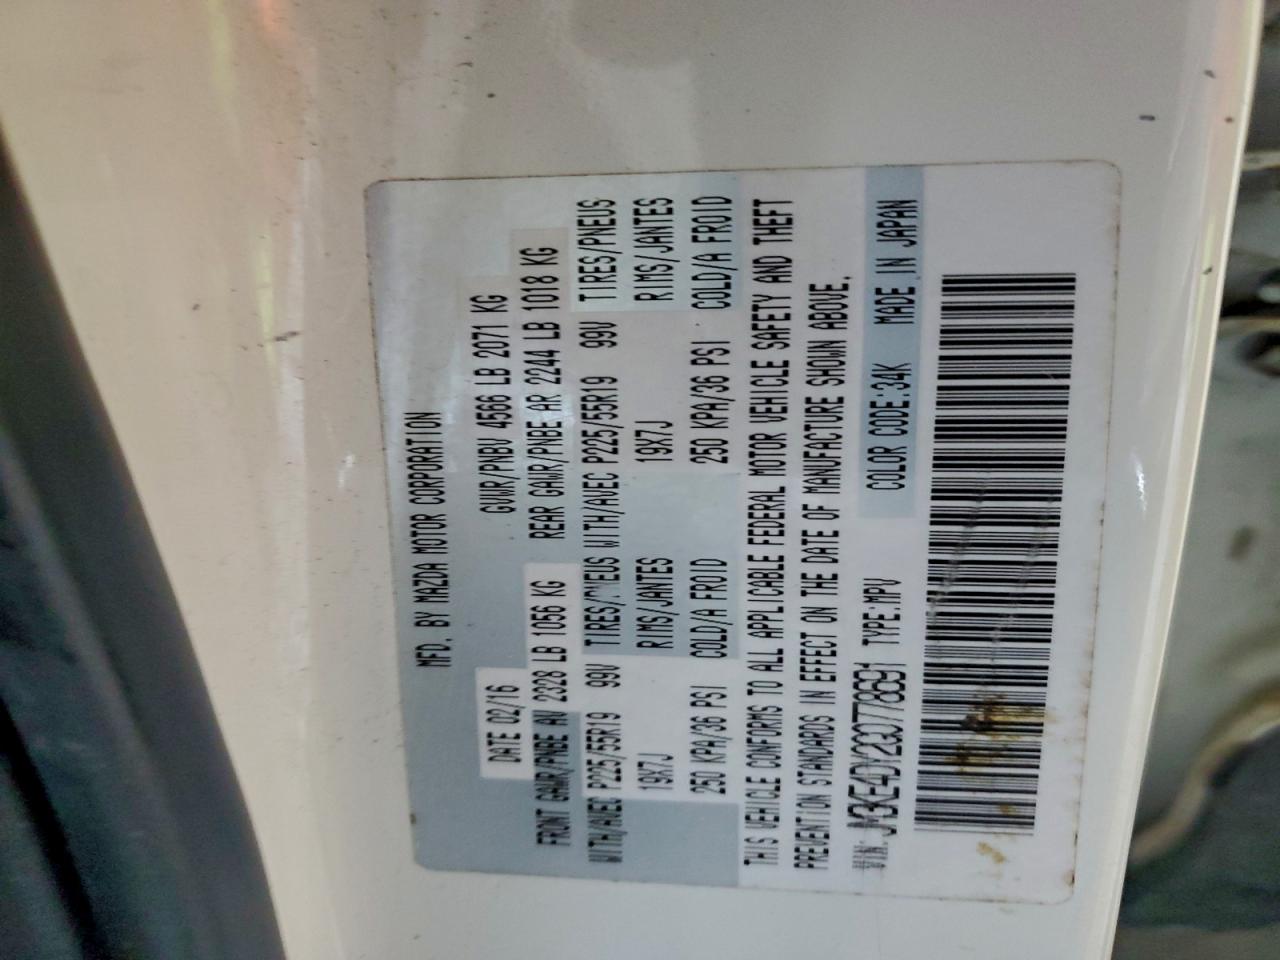 MFD. BY MAZDA MOTOR CORPORATION
DATE 02/16 GVWR/PNBV 4566 LB 2071 KG
FRONT GAWR/PNBE AV 2328 LB 1056 KG REAR GAWR/PNBE AR 2244 LB 1018 KG
WITH/AVEC P225/55R19 99V TIRES/PNEUS WITH/AVEC P225/55R19 99V TIRES/PNEUS
19X7J RIMS/JANTES 19X7J RIMS/JANTES
250 KPA/36 PSI COLD/A FROID 250 KPA/36 PSI COLD/A FROID
THIS VEHICLE CONFORMS TO ALL APPLICABLE FEDERAL MOTOR VEHICLE SAFETY AND THEFT
PREVENTION STANDARDS IN EFFECT ON THE DATE OF MANUFACTURE SHOWN ABOVE.
VIN: JM3KE4DY2G0778691 TYPE:MPV COLOR CODE:34K MADE IN JAPAN